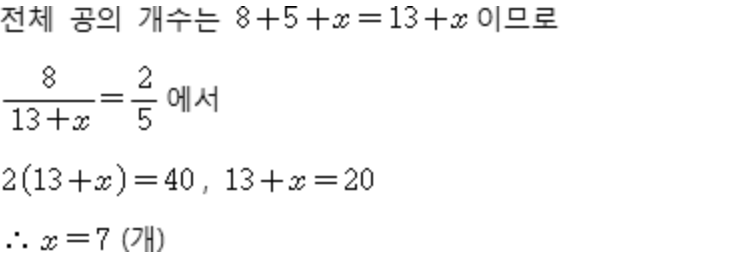 전체 공의 개수는 8+5+x=13+x 이므로
8/(13+x)=2/5 에서
2(13+x)=40, 13+x=20
∴ x=7 (개)